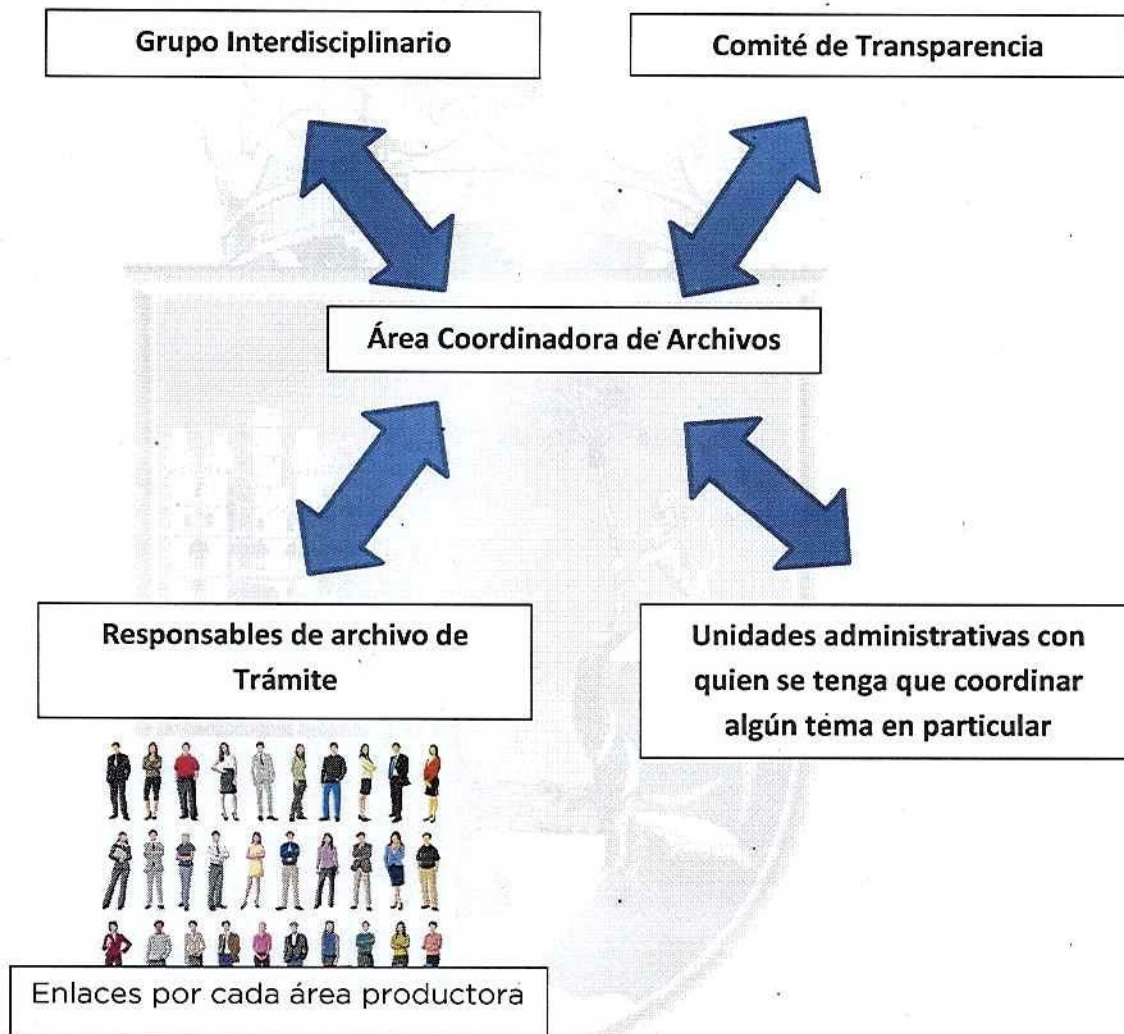 Grupo Interdisciplinario
Comité de Transparencia
Área Coordinadora de Archivos
Responsables de archivo de
Trámite
Unidades administrativas con
quien se tenga que coordinar
algún tema en particular
Enlaces por cada área productora